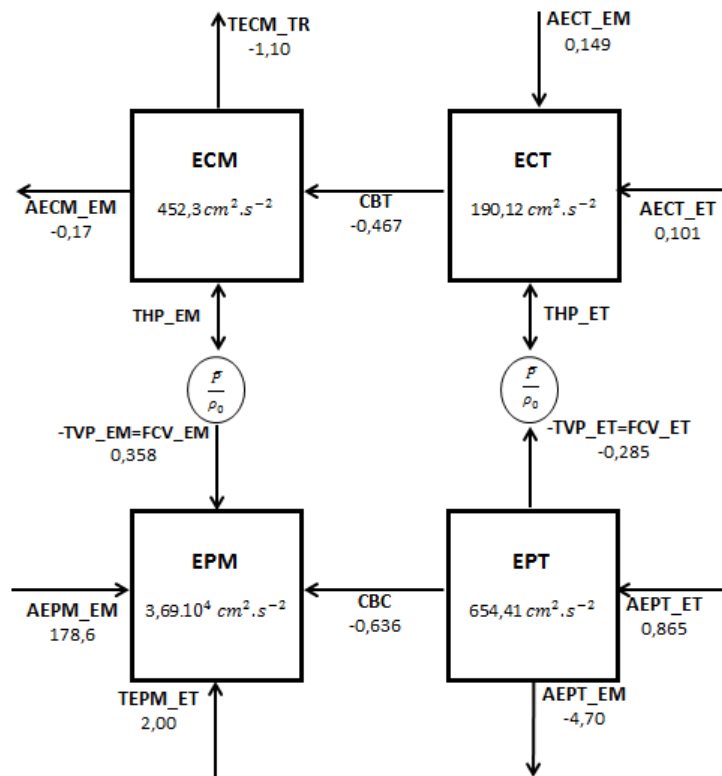 TECM_TR
-1,10
AECT_EM
0,149
ECM
452,3 cm².s⁻²
ECT
190,12 cm².s⁻²
AECM_EM
-0,17
CBT
-0,467
AECT_ET
0,101
THP_EM
THP_ET
P̄/ρ₀
P̄/ρ₀
-TVP_EM=FCV_EM
0,358
-TVP_ET=FCV_ET
-0,285
EPM
3,69.10⁴ cm².s⁻²
EPT
654,41 cm².s⁻²
AEPM_EM
178,6
CBC
-0,636
AEPT_ET
0,865
TEPM_ET
2,00
AEPT_EM
-4,70